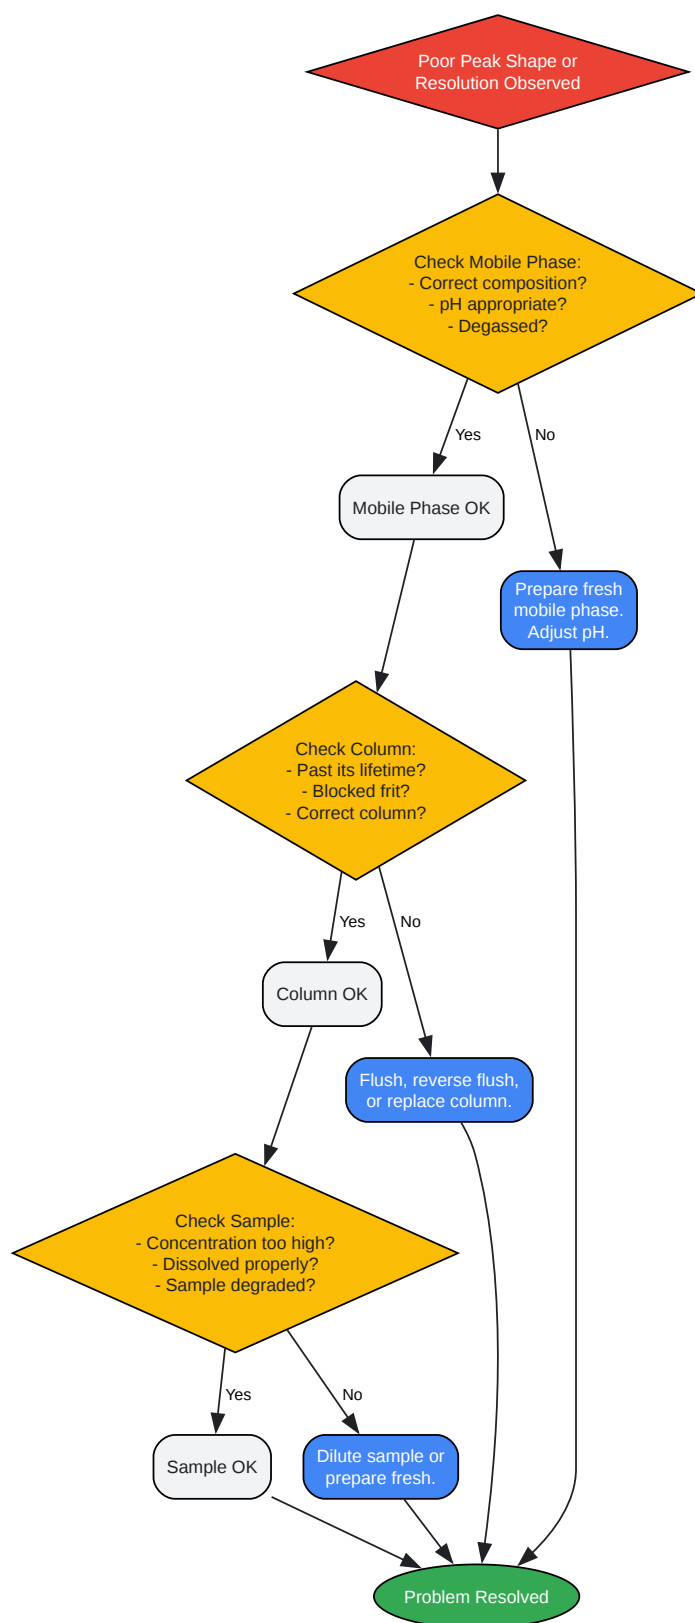 Poor Peak Shape or
Resolution Observed
Check Mobile Phase:
- Correct composition?
- pH appropriate?
- Degassed?
Yes
No
Mobile Phase OK
Prepare fresh
mobile phase.
Adjust pH.
Check Column:
- Past its lifetime?
- Blocked frit?
- Correct column?
Yes
No
Column OK
Flush, reverse flush,
or replace column.
Check Sample:
- Concentration too high?
- Dissolved properly?
- Sample degraded?
Yes
No
Sample OK
Dilute sample or
prepare fresh.
Problem Resolved